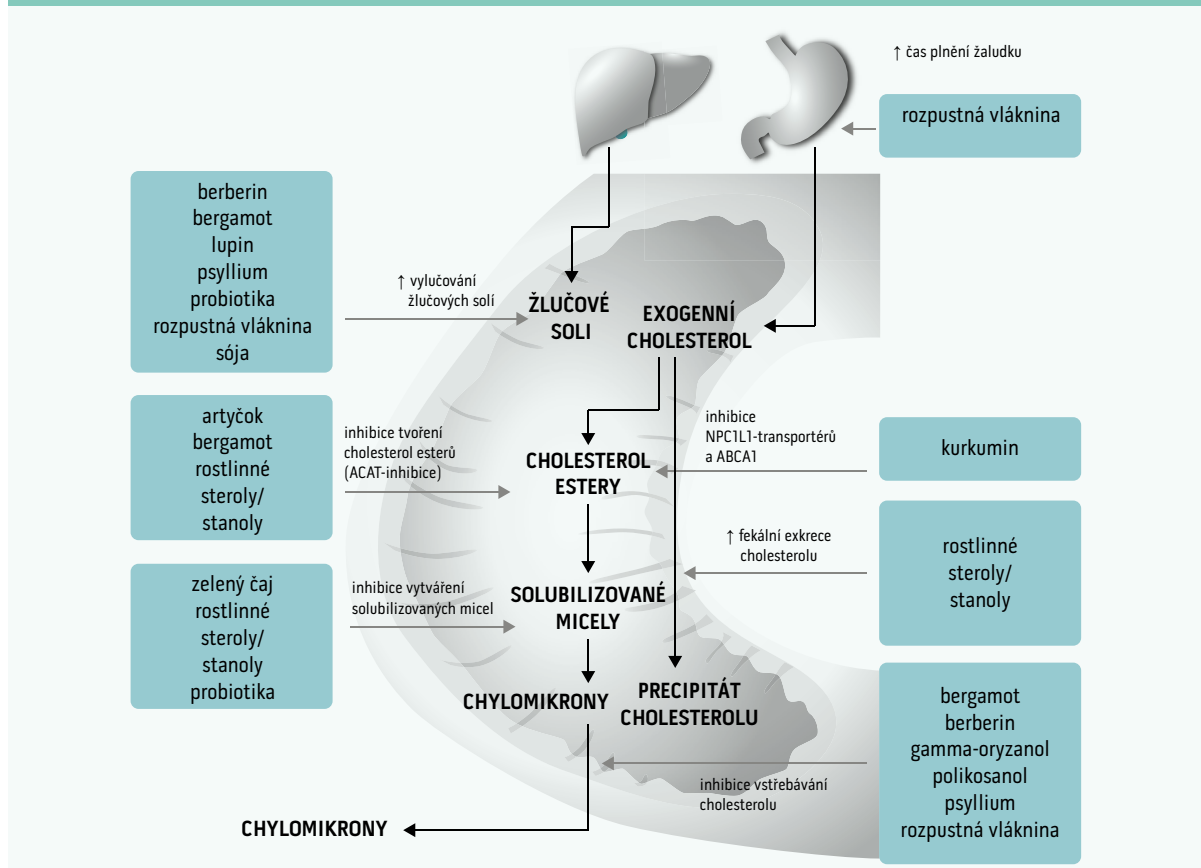 ↑ čas plnění žaludku
rozpustná vláknina
berberin
bergamot
lupin
psyllium
probiotika
rozpustná vláknina
sója
↑ vylučování
žlučových solí
ŽLUČOVÉ
SOLI
EXOGENNÍ
CHOLESTEROL
artyčok
bergamot
rostlinné
steroly/
stanoly
inhibice tvoření
cholesterol esterů
(ACAT-inhibice)
CHOLESTEROL
ESTERY
inhibice
NPC1L1-transportérů
a ABCA1
kurkumin
↑ fekální exkrece
cholesterolu
rostlinné
steroly/
stanoly
zelený čaj
rostlinné
steroly/
stanoly
probiotika
inhibice vytváření
solubilizovaných micel
SOLUBILIZOVANÉ
MICELY
CHYLOMIKRONY
PRECIPITÁT
CHOLESTEROLU
bergamot
berberin
gamma-oryzanol
polikosanol
psyllium
rozpustná vláknina
inhibice vstřebávání
cholesterolu
CHYLOMIKRONY